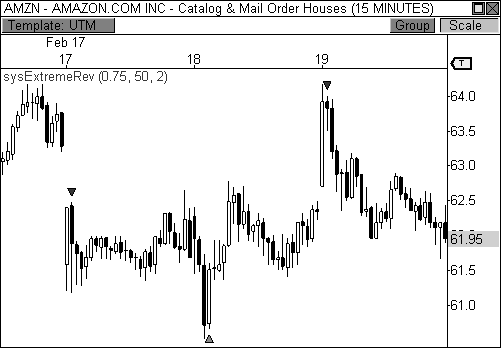 AMZN - AMAZON.COM INC - Catalog & Mail Order Houses (15 MINUTES)
Template: UTM
Group
Scale
Feb 17
17
18
19
T
sysExtremeRev (0.75, 50, 2)
64.0
63.5
63.0
62.5
61.95
61.5
61.0